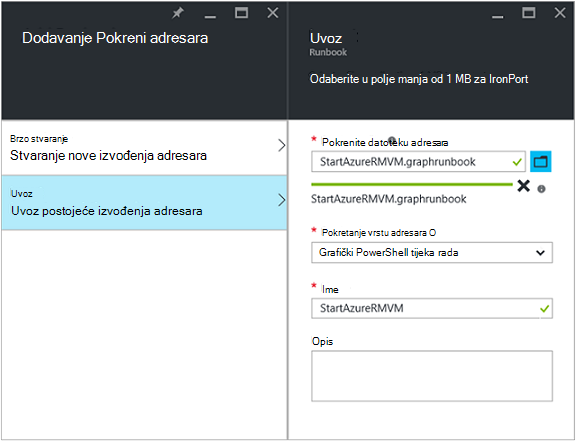 Dodavanje Pokreni adresara
Brzo stvaranje
Stvaranje nove izvođenja adresara
Uvoz
Uvoz postojeće izvođenja adresara
Uvoz
Runbook
Odaberite u polje manja od 1 MB za IronPort
* Pokrenite datoteku adresara
StartAzureRMVM.graphrunbook
StartAzureRMVM.graphrunbook
* Pokretanje vrstu adresara O
Grafički PowerShell tijeka rada
* Ime
StartAzureRMVM
Opis